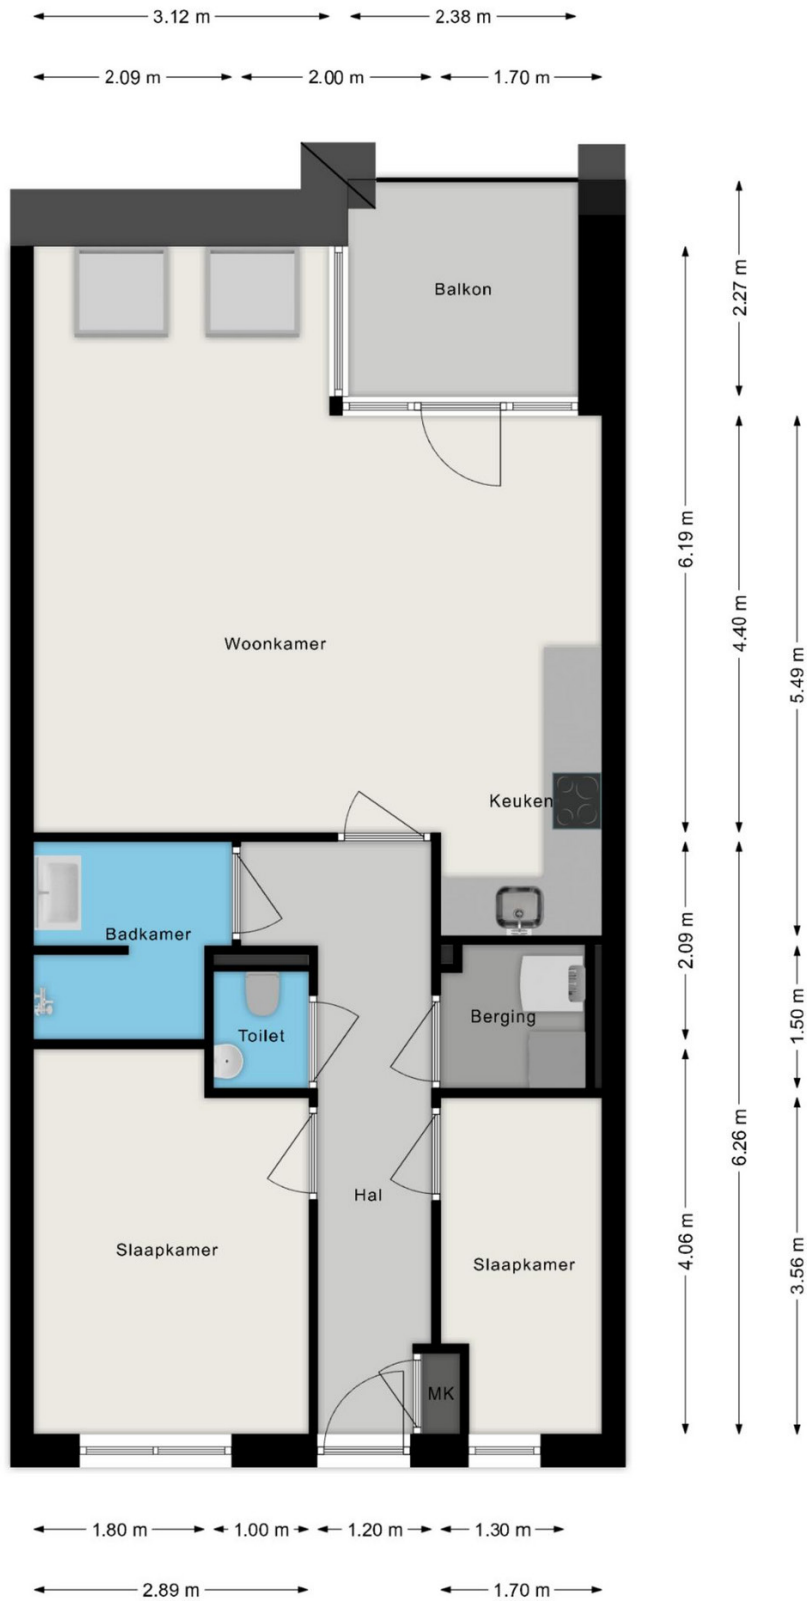 3.12 m 2.38 m
2.09 m 2.00 m 1.70 m
Balkon
2.27 m
6.19 m
4.40 m
5.49 m
Woonkamer
Keuken
Badkamer
2.09 m
1.50 m
Berging
Toilet
6.26 m
Hal
4.06 m
3.56 m
Slaapkamer
Slaapkamer
MK
1.80 m 1.00 m 1.20 m 1.30 m
2.89 m 1.70 m